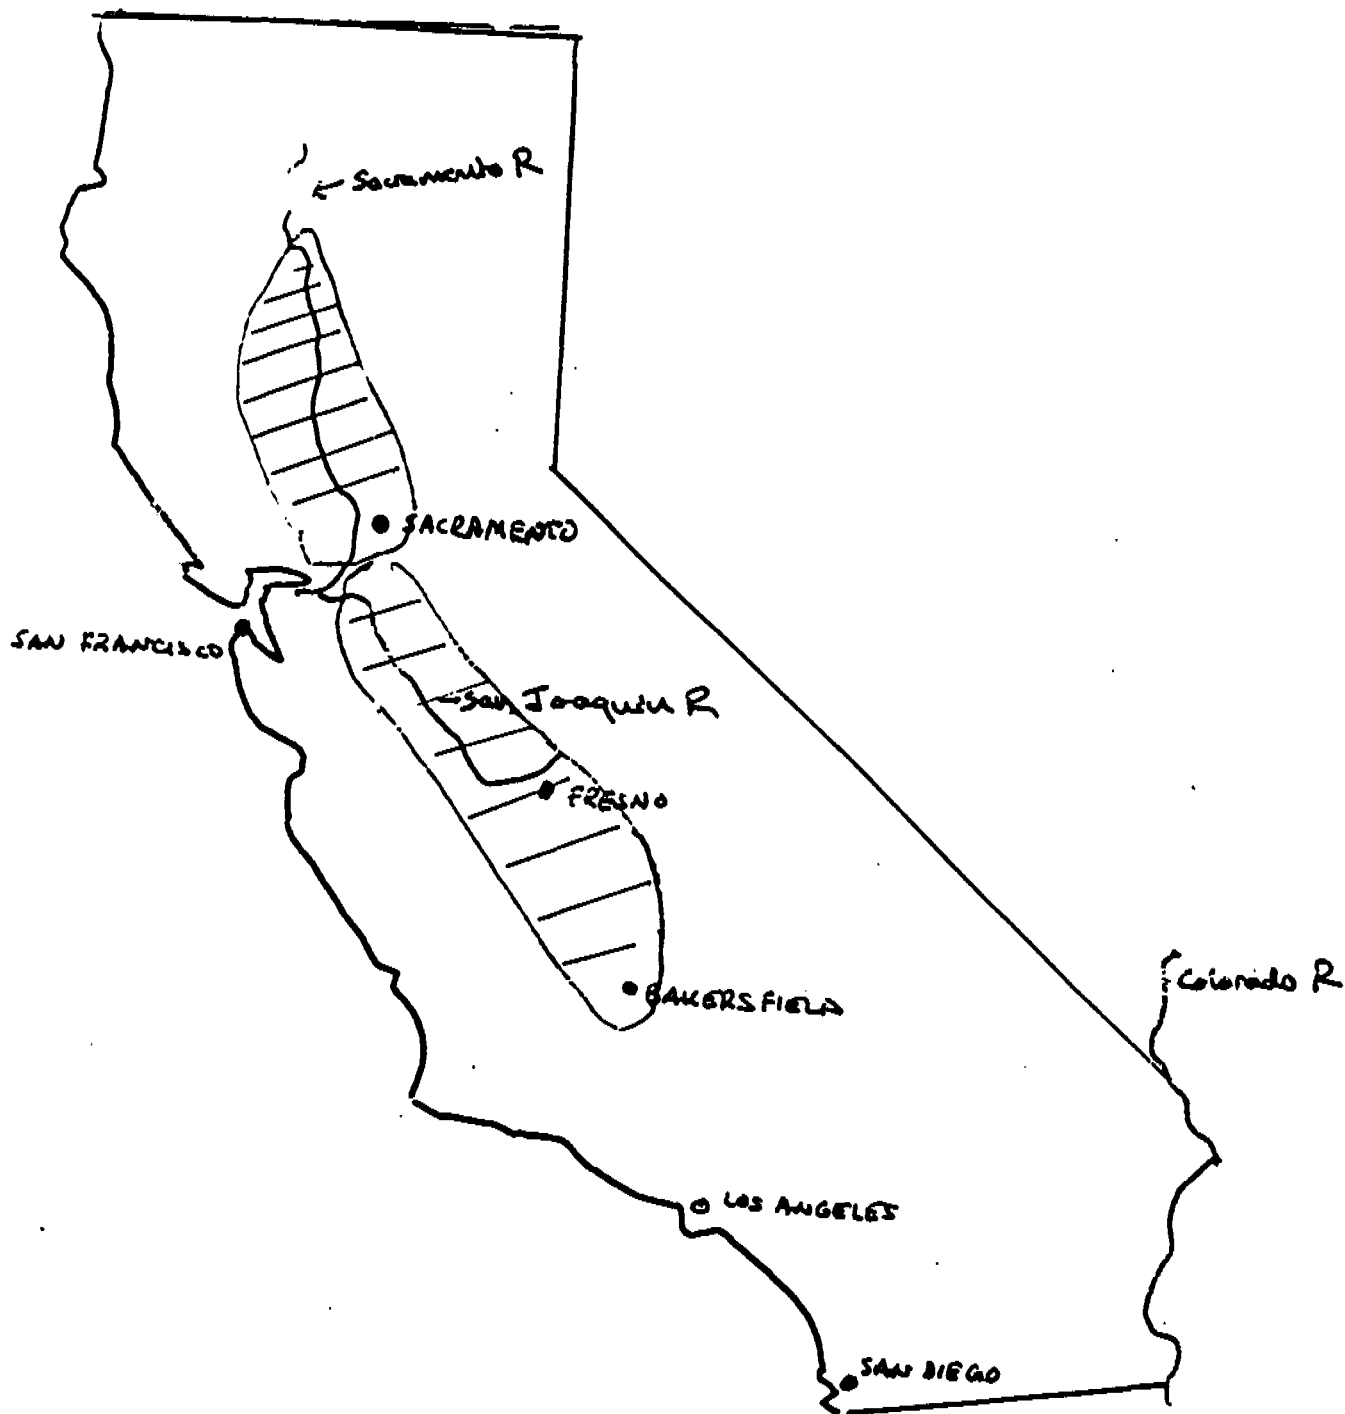 Sacramento R
SACRAMENTO
SAN FRANCISCO
San Joaquin R
FRESNO
Colorado R
BAKERSFIELD
LOS ANGELES
SAN DIEGO